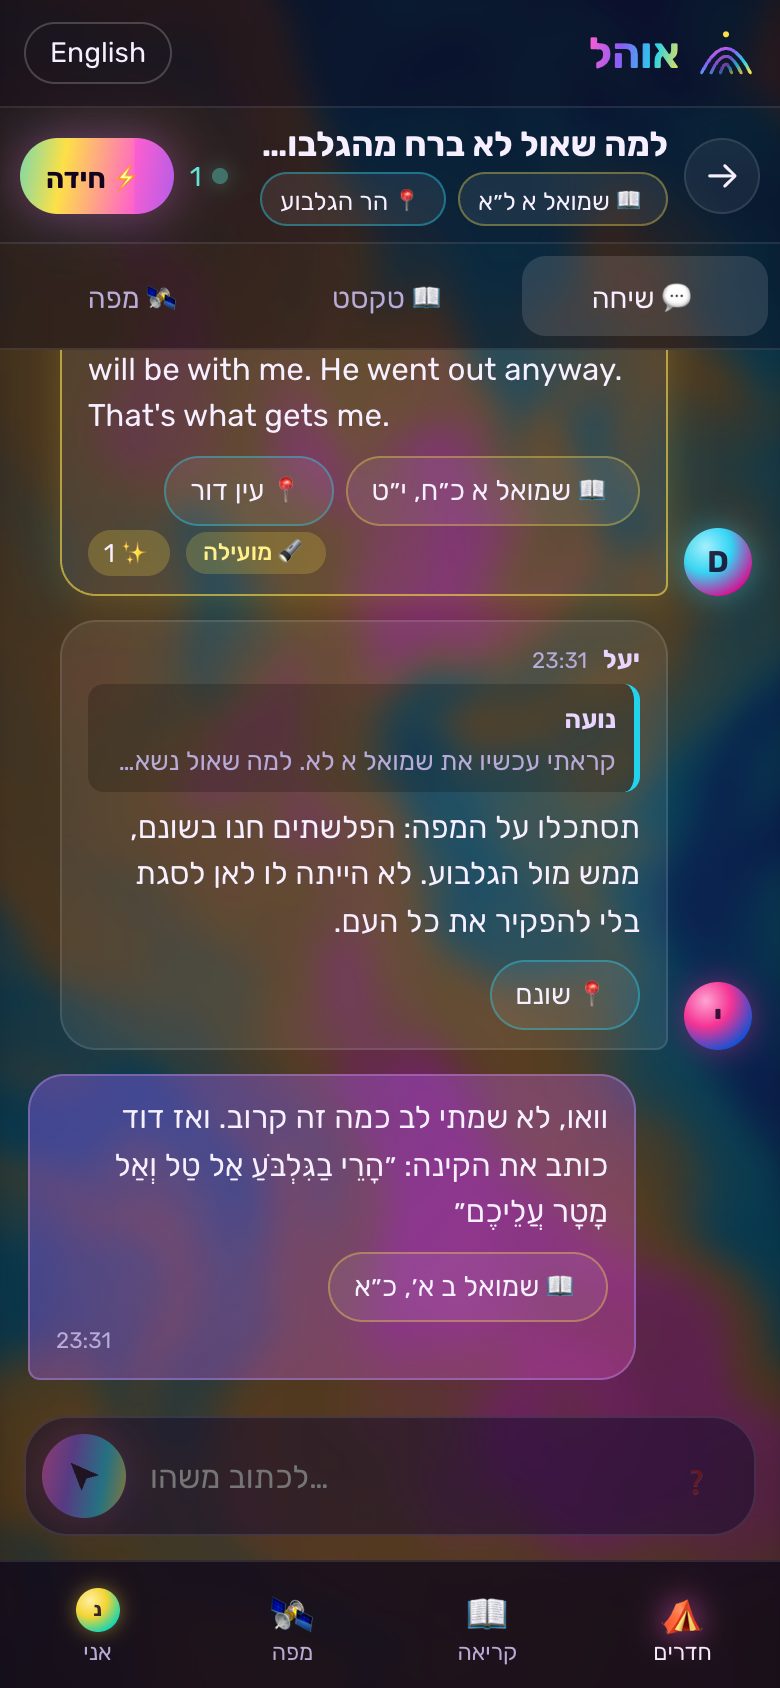 אוהל
English
למה שאול לא ברח מהגלבו...
שמואל א ל״א
הר הגלבוע
1
חידה
שיחה
טקסט
מפה
will be with me. He went out anyway.
That's what gets me.
שמואל א כ״ח, י״ט
עין דור
מועילה
1
D
יעל 23:31
נועה
קראתי עכשיו את שמואל א לא. למה שאול נשא...
תסתכלו על המפה: הפלשתים חנו בשונם,
ממש מול הגלבוע. לא הייתה לו לאן לסגת
בלי להפקיר את כל העם.
שונם
י
וואו, לא שמתי לב כמה זה קרוב. ואז דוד
כותב את הקינה: ״הָרֵי בַגִּלְבֹּעַ אַל טַל וְאַל
מָטָר עֲלֵיכֶם״
שמואל ב א׳, כ״א
23:31
?
לכתוב משהו...
חדרים
קריאה
מפה
נ
אני